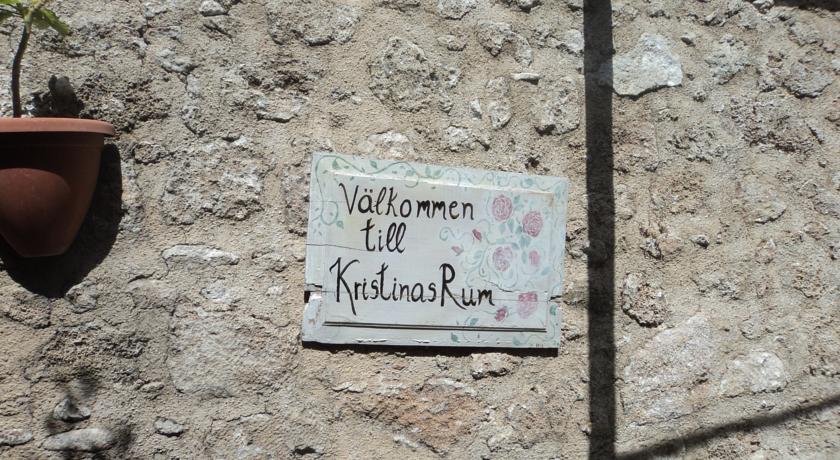 Välkommen
till
Kristinas Rum